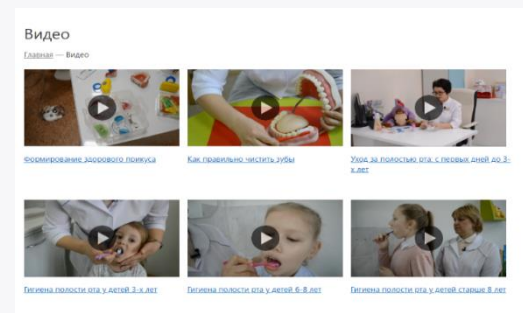 Видео
Главная — Видео
Формирование здорового прикуса
Как правильно чистить зубы
Уход за полостью рта, с первых дней до 3-
х лет
Гигиена полости рта у детей 3-х лет
Гигиена полости рта у детей 6-8 лет
Гигиена полости рта у детей старше 8 лет